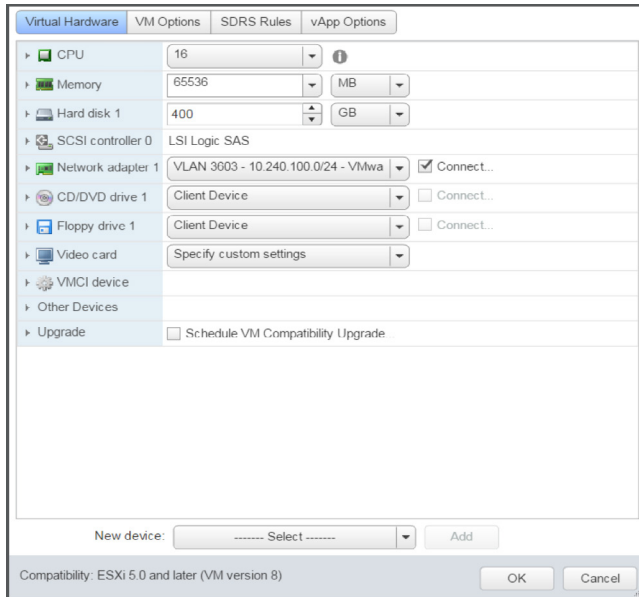 Virtual Hardware VM Options SDRS Rules vApp Options
CPU 16
Memory 65536 MB
Hard disk 1 400 GB
SCSI controller 0 LSI Logic SAS
Network adapter 1 VLAN 3603 - 10.240.100.0/24 - VMwa Connect...
CD/DVD drive 1 Client Device Connect...
Floppy drive 1 Client Device Connect...
Video card Specify custom settings
VMCI device
Other Devices
Upgrade Schedule VM Compatibility Upgrade...
New device: ------- Select ------- Add
Compatibility: ESXi 5.0 and later (VM version 8) OK Cancel